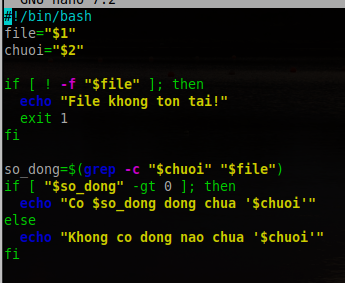 GNU nano 7.2
#!/bin/bash
file="$1"
chuoi="$2"

if [ ! -f "$file" ]; then
  echo "File khong ton tai!"
  exit 1
fi

so_dong=$(grep -c "$chuoi" "$file")
if [ "$so_dong" -gt 0 ]; then
  echo "Co $so_dong dong chua '$chuoi'"
else
  echo "Khong co dong nao chua '$chuoi'"
fi